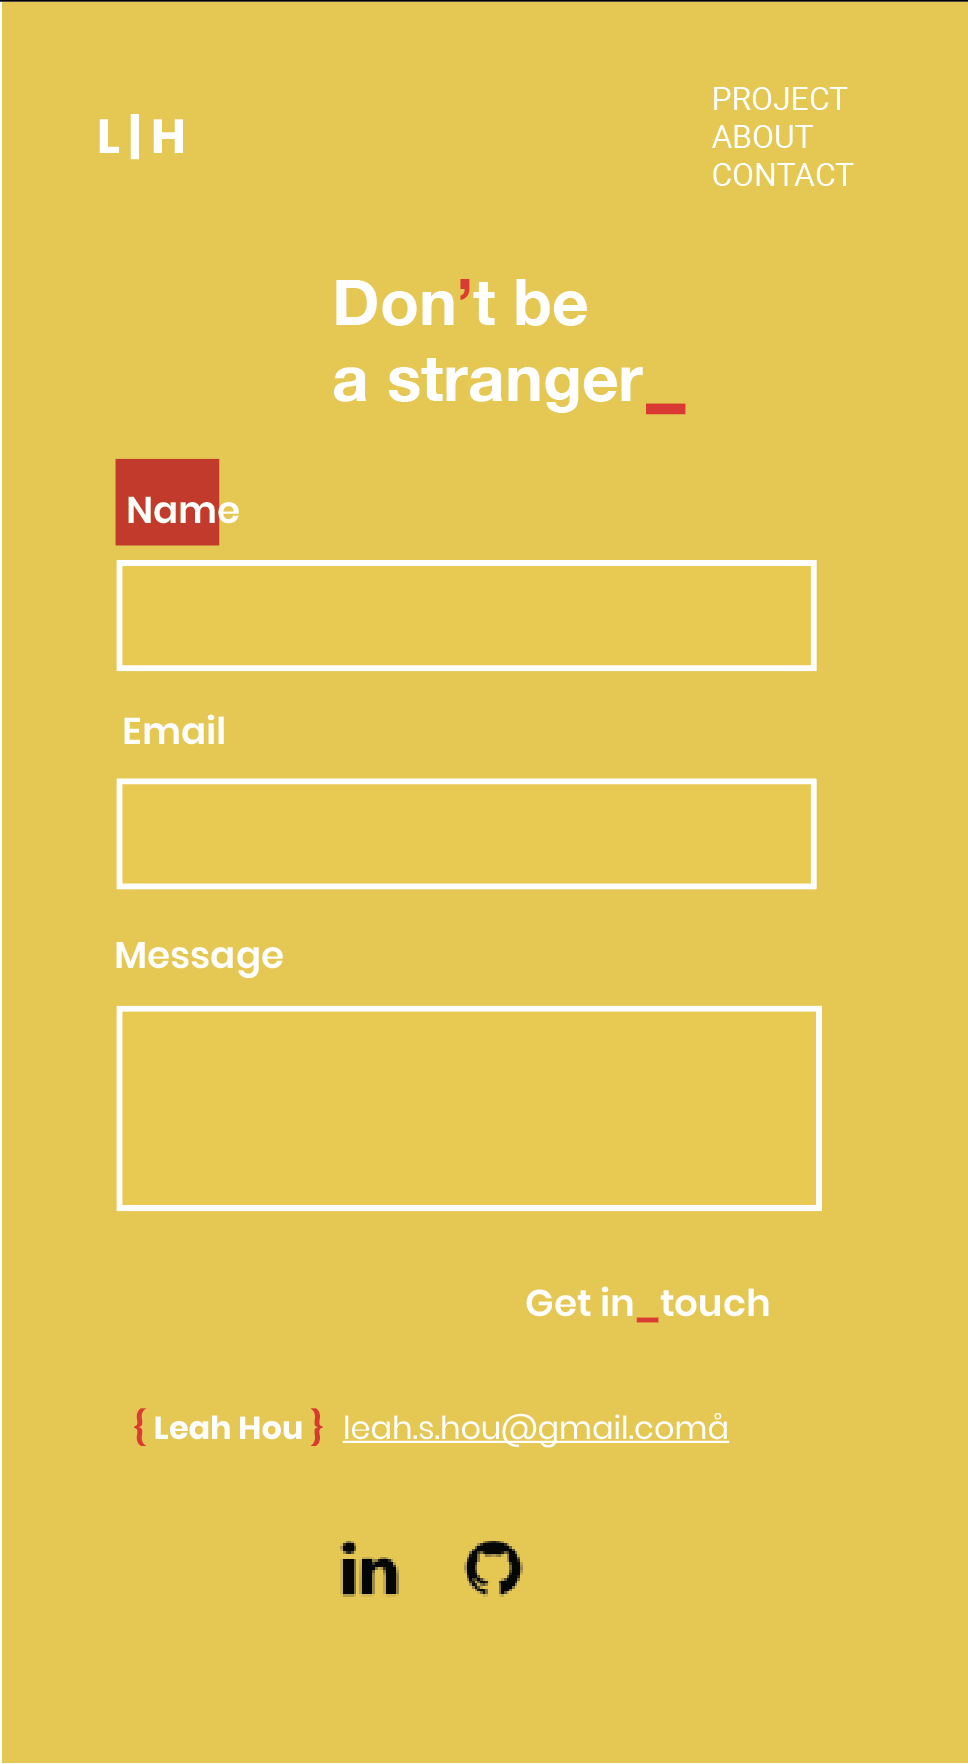 L|H
PROJECT
ABOUT
CONTACT
Don’t be
a stranger_
Name
Email
Message
Get in_touch
{ Leah Hou } leah.s.hou@gmail.comå
in